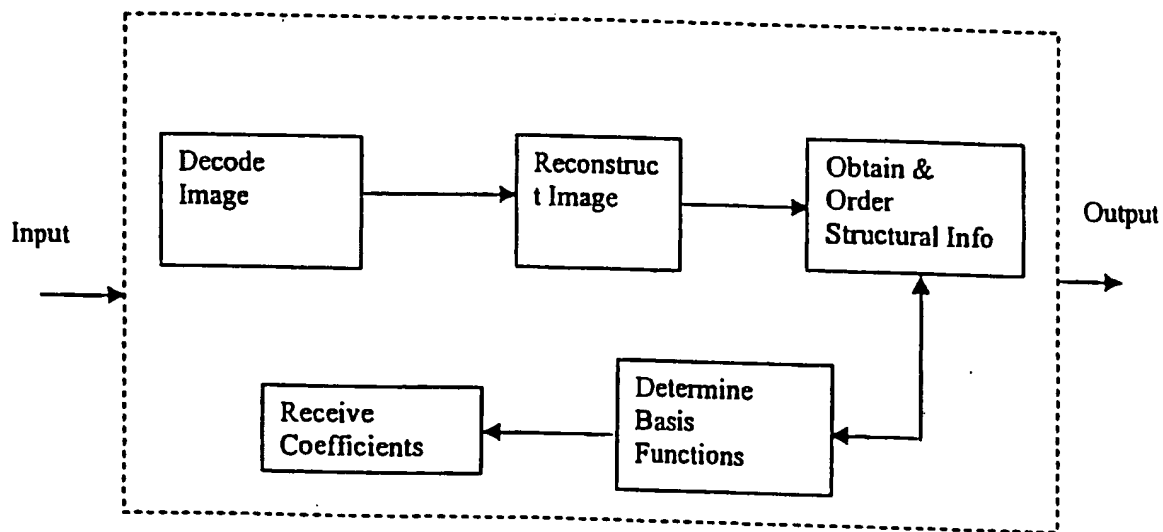 Decode
Image
Reconstruc
t Image
Obtain &
Order
Structural Info
Input
Output
Determine
Basis
Functions
Receive
Coefficients